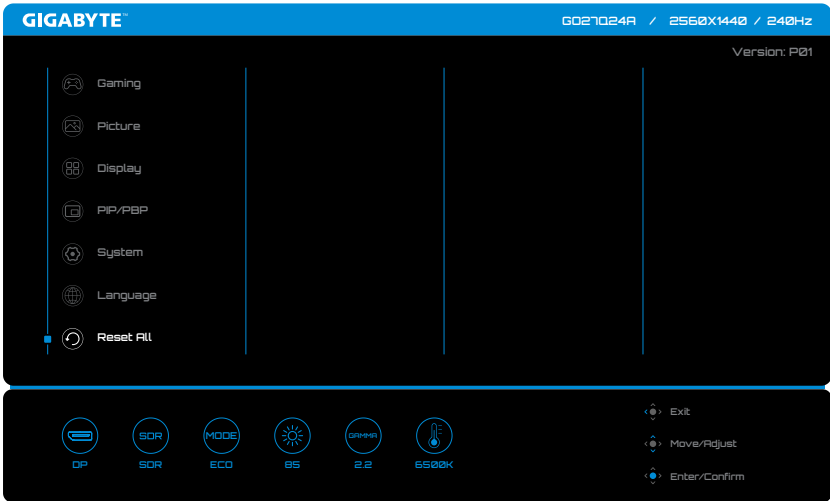 GIGABYTE™
GO27Q24A / 2560X1440 / 240Hz
Version: P01
Gaming
Picture
Display
PIP/PBP
System
Language
Reset All
SDR
MODE
GAMMA
DP
SDR
ECO
85
2.2
6500K
Exit
Move/Adjust
Enter/Confirm